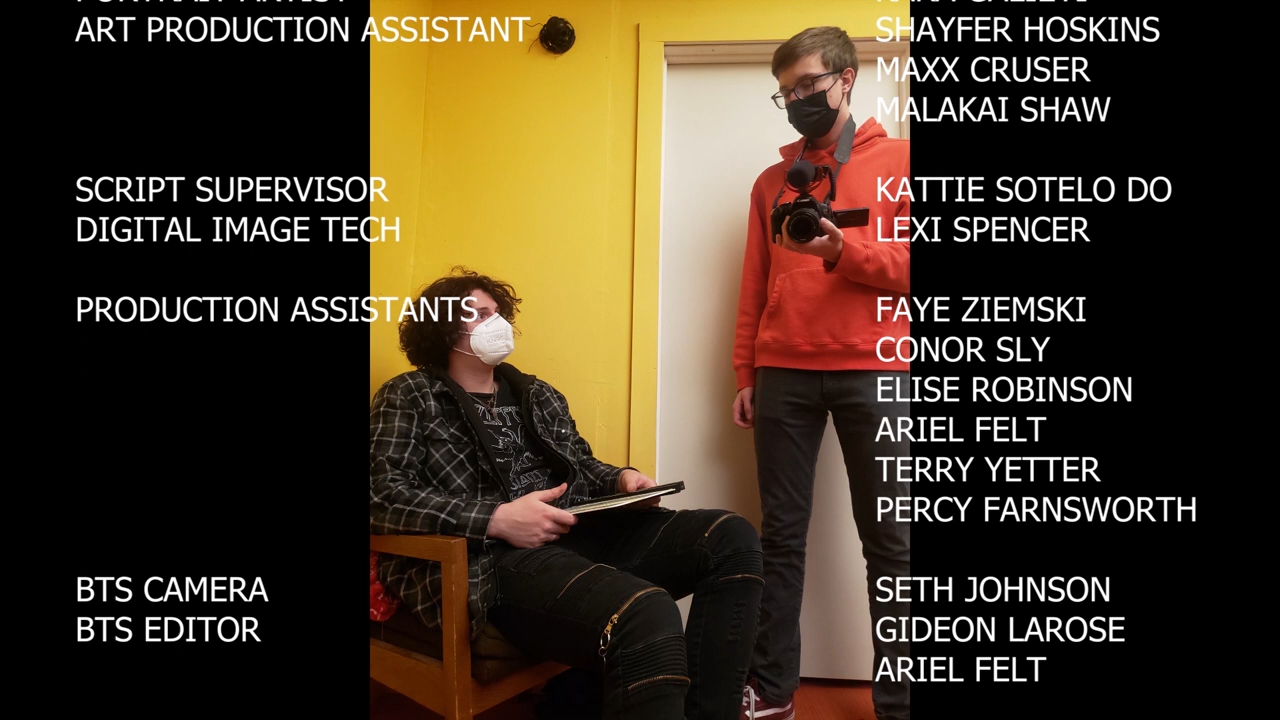 ART PRODUCTION ASSISTANT SHAYFER HOSKINS
MAXX CRUSER
MALAKAI SHAW
SCRIPT SUPERVISOR KATTIE SOTELO DO
DIGITAL IMAGE TECH LEXI SPENCER
PRODUCTION ASSISTANTS FAYE ZIEMSKI
CONOR SLY
ELISE ROBINSON
ARIEL FELT
TERRY YETTER
PERCY FARNSWORTH
BTS CAMERA SETH JOHNSON
BTS EDITOR GIDEON LAROSE
ARIEL FELT